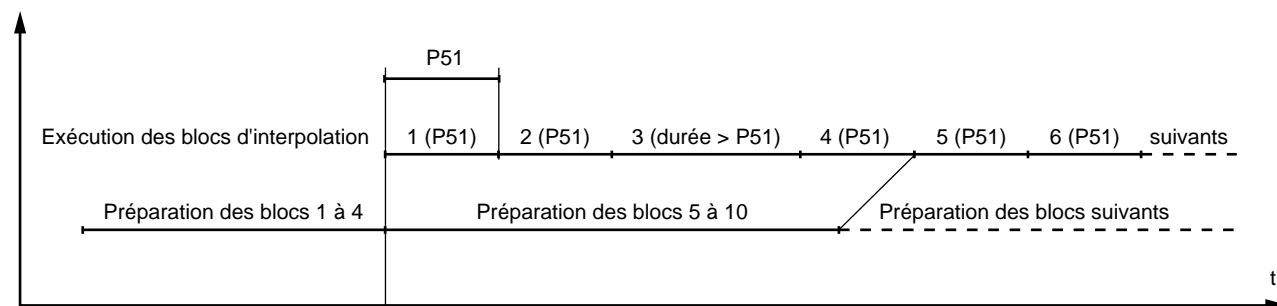 P51
Exécution des blocs d'interpolation 1 (P51) 2 (P51) 3 (durée > P51) 4 (P51) 5 (P51) 6 (P51) suivants
Préparation des blocs 1 à 4 Préparation des blocs 5 à 10 Préparation des blocs suivants
t